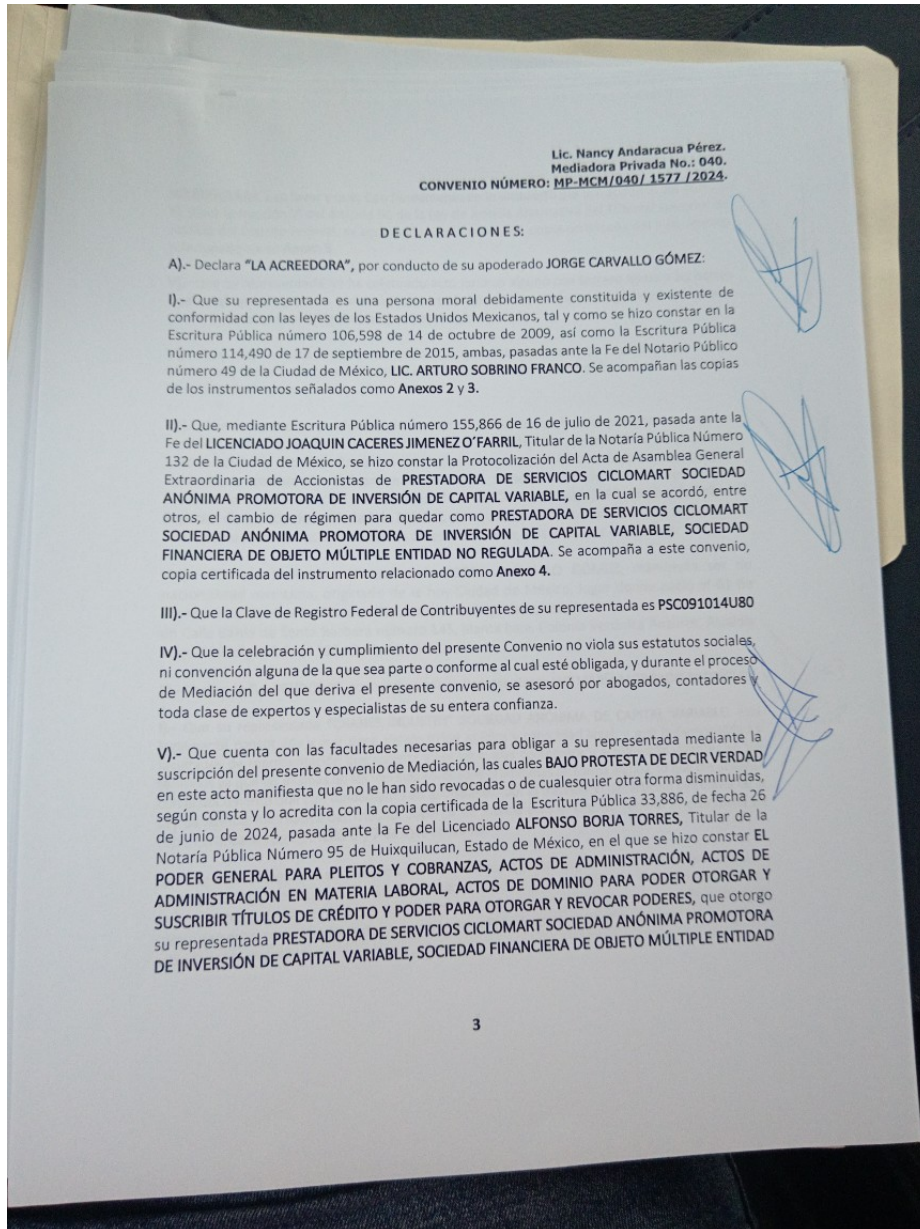 Lic. Nancy Andaracua Pérez.
Mediadora Privada No.: 040.
CONVENIO NÚMERO: MP-MCM/040/ 1577 /2024.
D E C L A R A C I O N E S:
A).- Declara "LA ACREEDORA", por conducto de su apoderado JORGE CARVALLO GÓMEZ:
I).- Que su representada es una persona moral debidamente constituida y existente de
conformidad con las leyes de los Estados Unidos Mexicanos, tal y como se hizo constar en la
Escritura Pública número 106,598 de 14 de octubre de 2009, así como la Escritura Pública
número 114,490 de 17 de septiembre de 2015, ambas, pasadas ante la Fe del Notario Público
número 49 de la Ciudad de México, LIC. ARTURO SOBRINO FRANCO. Se acompañan las copias
de los instrumentos señalados como Anexos 2 y 3.
II).- Que, mediante Escritura Pública número 155,866 de 16 de julio de 2021, pasada ante la
Fe del LICENCIADO JOAQUIN CACERES JIMENEZ O´FARRIL, Titular de la Notaría Pública Número
132 de la Ciudad de México, se hizo constar la Protocolización del Acta de Asamblea General
Extraordinaria de Accionistas de PRESTADORA DE SERVICIOS CICLOMART SOCIEDAD
ANÓNIMA PROMOTORA DE INVERSIÓN DE CAPITAL VARIABLE, en la cual se acordó, entre
otros, el cambio de régimen para quedar como PRESTADORA DE SERVICIOS CICLOMART
SOCIEDAD ANÓNIMA PROMOTORA DE INVERSIÓN DE CAPITAL VARIABLE, SOCIEDAD
FINANCIERA DE OBJETO MÚLTIPLE ENTIDAD NO REGULADA. Se acompaña a este convenio,
copia certificada del instrumento relacionado como Anexo 4.
III).- Que la Clave de Registro Federal de Contribuyentes de su representada es PSC091014U80
IV).- Que la celebración y cumplimiento del presente Convenio no viola sus estatutos sociales,
ni convención alguna de la que sea parte o conforme al cual esté obligada, y durante el proceso
de Mediación del que deriva el presente convenio, se asesoró por abogados, contadores y
toda clase de expertos y especialistas de su entera confianza.
V).- Que cuenta con las facultades necesarias para obligar a su representada mediante la
suscripción del presente convenio de Mediación, las cuales BAJO PROTESTA DE DECIR VERDAD
en este acto manifiesta que no le han sido revocadas o de cualesquier otra forma disminuidas,
según consta y lo acredita con la copia certificada de la Escritura Pública 33,886, de fecha 26
de junio de 2024, pasada ante la Fe del Licenciado ALFONSO BORJA TORRES, Titular de la
Notaría Pública Número 95 de Huixquilucan, Estado de México, en el que se hizo constar EL
PODER GENERAL PARA PLEITOS Y COBRANZAS, ACTOS DE ADMINISTRACIÓN, ACTOS DE
ADMINISTRACIÓN EN MATERIA LABORAL, ACTOS DE DOMINIO PARA PODER OTORGAR Y
SUSCRIBIR TÍTULOS DE CRÉDITO Y PODER PARA OTORGAR Y REVOCAR PODERES, que otorgo
su representada PRESTADORA DE SERVICIOS CICLOMART SOCIEDAD ANÓNIMA PROMOTORA
DE INVERSIÓN DE CAPITAL VARIABLE, SOCIEDAD FINANCIERA DE OBJETO MÚLTIPLE ENTIDAD
3